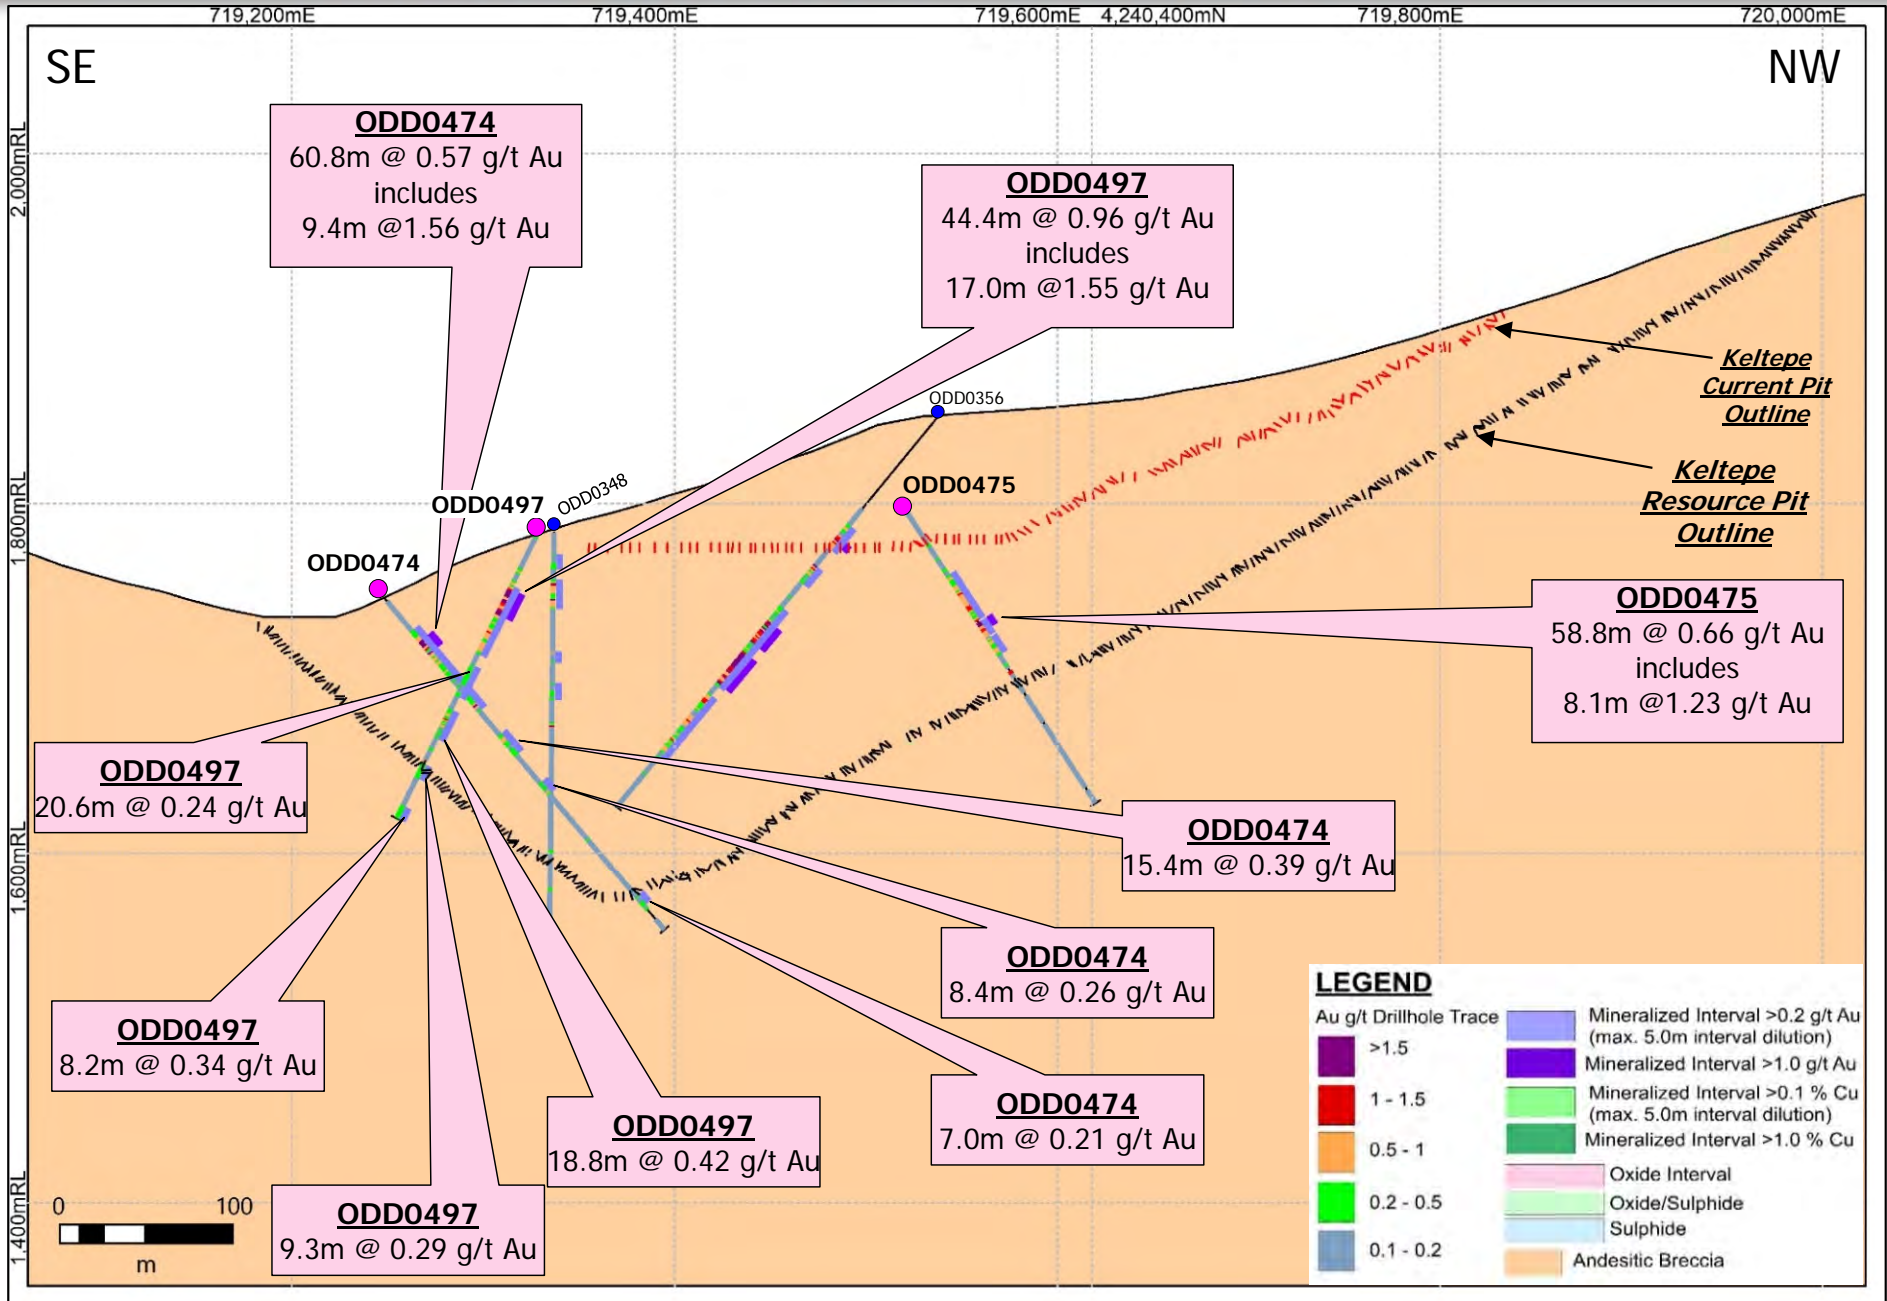 719,200mE
719,400mE
719,600mE
4,240,400mN
719,800mE
720,000mE
SE
NW
2,000mRL
1,800mRL
1,600mRL
1,400mRL
ODD0474
60.8m @ 0.57 g/t Au
includes
9.4m @1.56 g/t Au
ODD0497
44.4m @ 0.96 g/t Au
includes
17.0m @1.55 g/t Au
Keltepe
Current Pit
Outline
ODD0356
Keltepe
Resource Pit
Outline
ODD0475
ODD0497
ODD0348
ODD0474
ODD0475
58.8m @ 0.66 g/t Au
includes
8.1m @1.23 g/t Au
ODD0497
20.6m @ 0.24 g/t Au
ODD0474
15.4m @ 0.39 g/t Au
ODD0474
8.4m @ 0.26 g/t Au
ODD0497
8.2m @ 0.34 g/t Au
ODD0497
18.8m @ 0.42 g/t Au
ODD0474
7.0m @ 0.21 g/t Au
ODD0497
9.3m @ 0.29 g/t Au
0
100
m
LEGEND
Au g/t Drillhole Trace
>1.5
1 - 1.5
0.5 - 1
0.2 - 0.5
0.1 - 0.2
Mineralized Interval >0.2 g/t Au
(max. 5.0m interval dilution)
Mineralized Interval >1.0 g/t Au
Mineralized Interval >0.1 % Cu
(max. 5.0m interval dilution)
Mineralized Interval >1.0 % Cu
Oxide Interval
Oxide/Sulphide
Sulphide
Andesitic Breccia